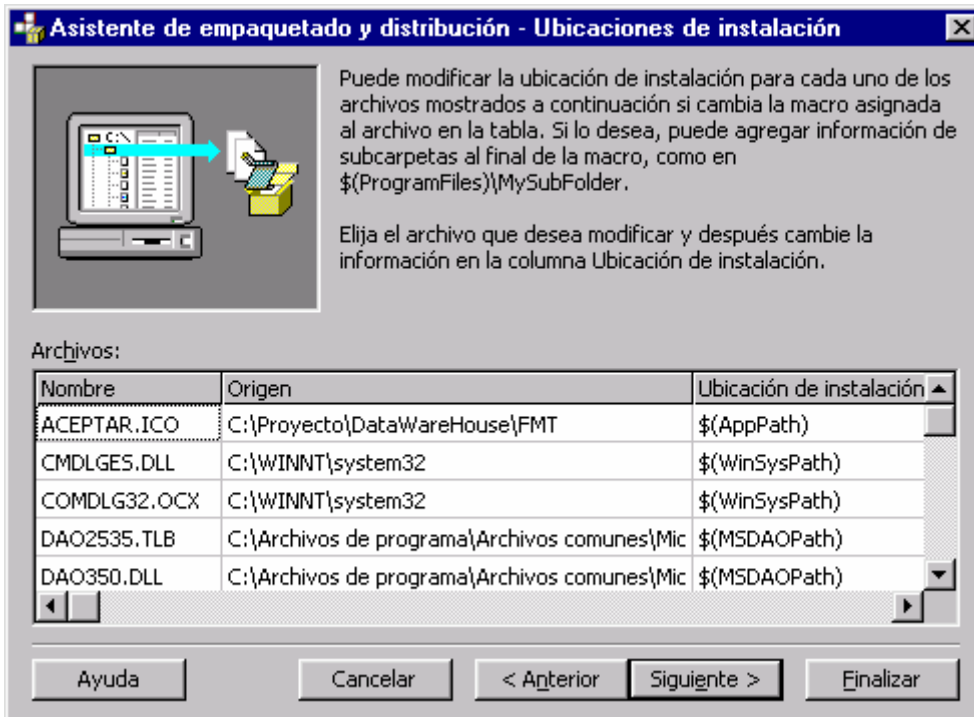 Asistente de empaquetado y distribución - Ubicaciones de instalación
Puede modificar la ubicación de instalación para cada uno de los
archivos mostrados a continuación si cambia la macro asignada
al archivo en la tabla. Si lo desea, puede agregar información de
subcarpetas al final de la macro, como en
$(ProgramFiles)\MySubFolder.
Elija el archivo que desea modificar y después cambie la
información en la columna Ubicación de instalación.
C:\
Archivos:
Nombre Origen Ubicación de instalación
ACEPTAR.ICO C:\Proyecto\DataWareHouse\FMT $(AppPath)
CMDLGES.DLL C:\WINNT\system32 $(WinSysPath)
COMDLG32.OCX C:\WINNT\system32 $(WinSysPath)
DAO2535.TLB C:\Archivos de programa\Archivos comunes\Mic $(MSDAOPath)
DAO350.DLL C:\Archivos de programa\Archivos comunes\Mic $(MSDAOPath)
Ayuda Cancelar < Anterior Siguiente > Finalizar